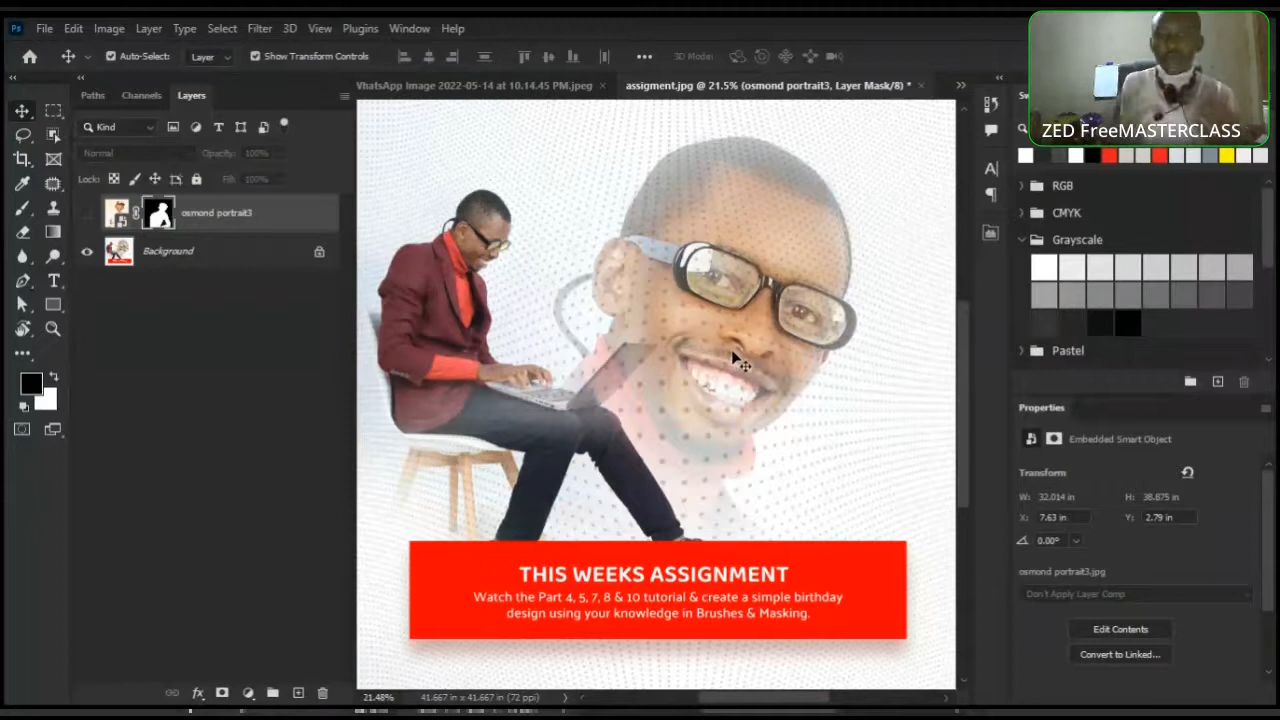 Ps File Edit Image Layer Type Select Filter 3D View Plugins Window Help
Auto-Select: Layer Show Transform Controls 3D Mode:
ZED FreeMASTERCLASS
Paths Channels Layers
WhatsApp Image 2022-05-14 at 10.14.45 PM.jpeg × assigment.jpg @ 21.5% (osmond portrait3, Layer Mask/8) * ×
Kind
Normal Opacity: 100%
Lock: Fill: 100%
osmond portrait3
Background
RGB
CMYK
Grayscale
Pastel
Properties
Embedded Smart Object
Transform
W: 32.014 in H: 38.875 in
X: 7.63 in Y: 2.79 in
0.00°
osmond portrait3.jpg
Don't Apply Layer Comp
Edit Contents
Convert to Linked...
THIS WEEKS ASSIGNMENT
Watch the Part 4, 5, 7, 8 & 10 tutorial & create a simple birthday
design using your knowledge in Brushes & Masking.
21.48% 41.667 in x 41.667 in (72 ppi)